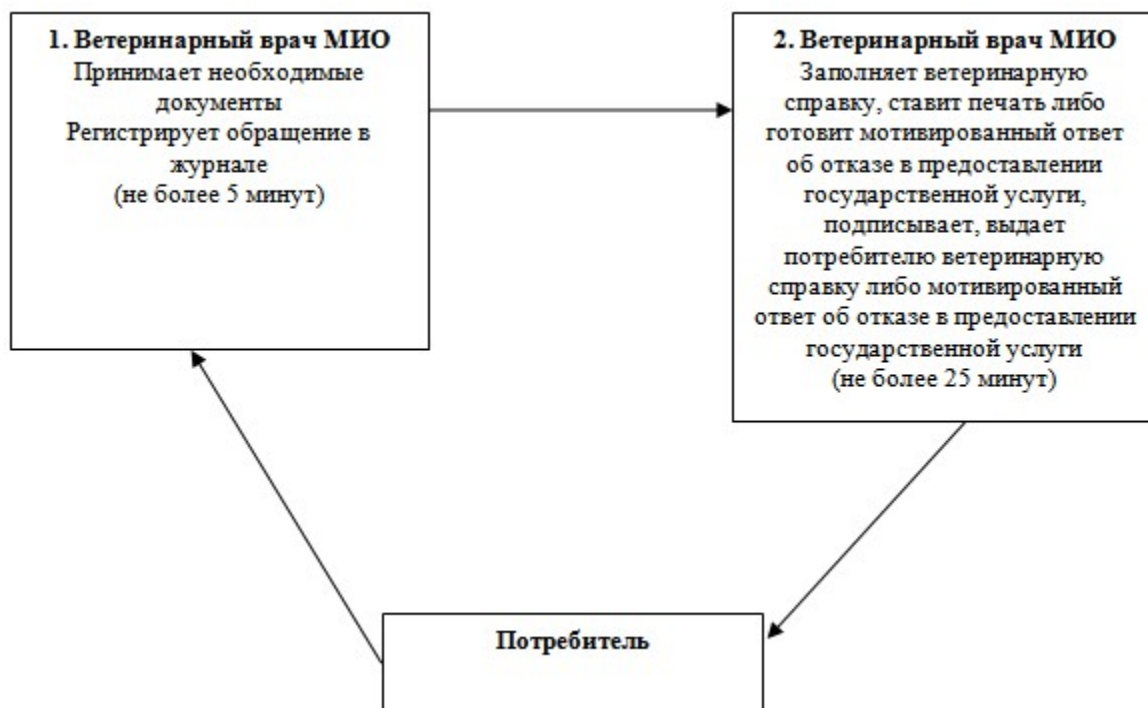 1. Ветеринарный врач МИО
Принимает необходимые
документы
Регистрирует обращение в
журнале
(не более 5 минут)
2. Ветеринарный врач МИО
Заполняет ветеринарную
справку, ставит печать либо
готовит мотивированный ответ
об отказе в предоставлении
государственной услуги,
подписывает, выдает
потребителю ветеринарную
справку либо мотивированный
ответ об отказе в предоставлении
государственной услуги
(не более 25 минут)
Потребитель